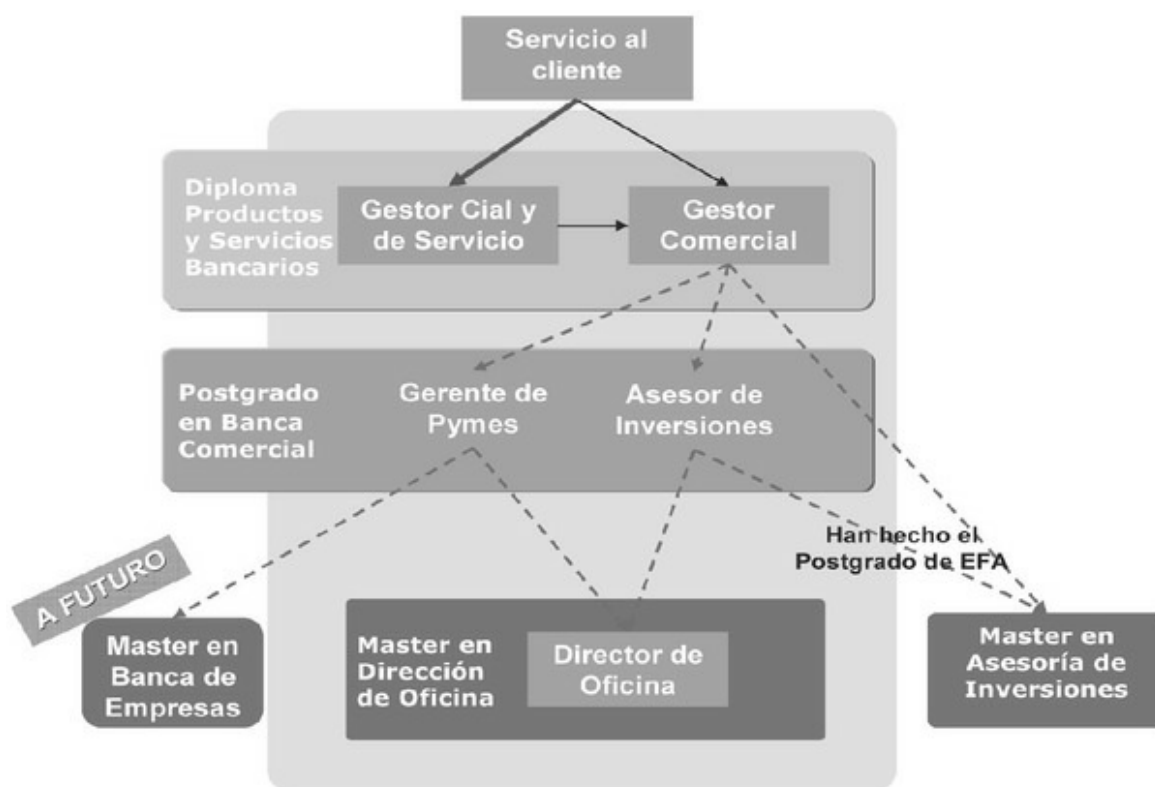 Servicio al
cliente
Diploma
Productos
y Servicios
Bancarios
Gestor Cial y
de Servicio
Gestor
Comercial
Postgrado
en Banca
Comercial
Gerente de
Pymes
Asesor de
Inversiones
Han hecho el
Postgrado de EFA
A FUTURO
Master en
Banca de
Empresas
Master en
Dirección
de Oficina
Director de
Oficina
Master en
Asesoría de
Inversiones